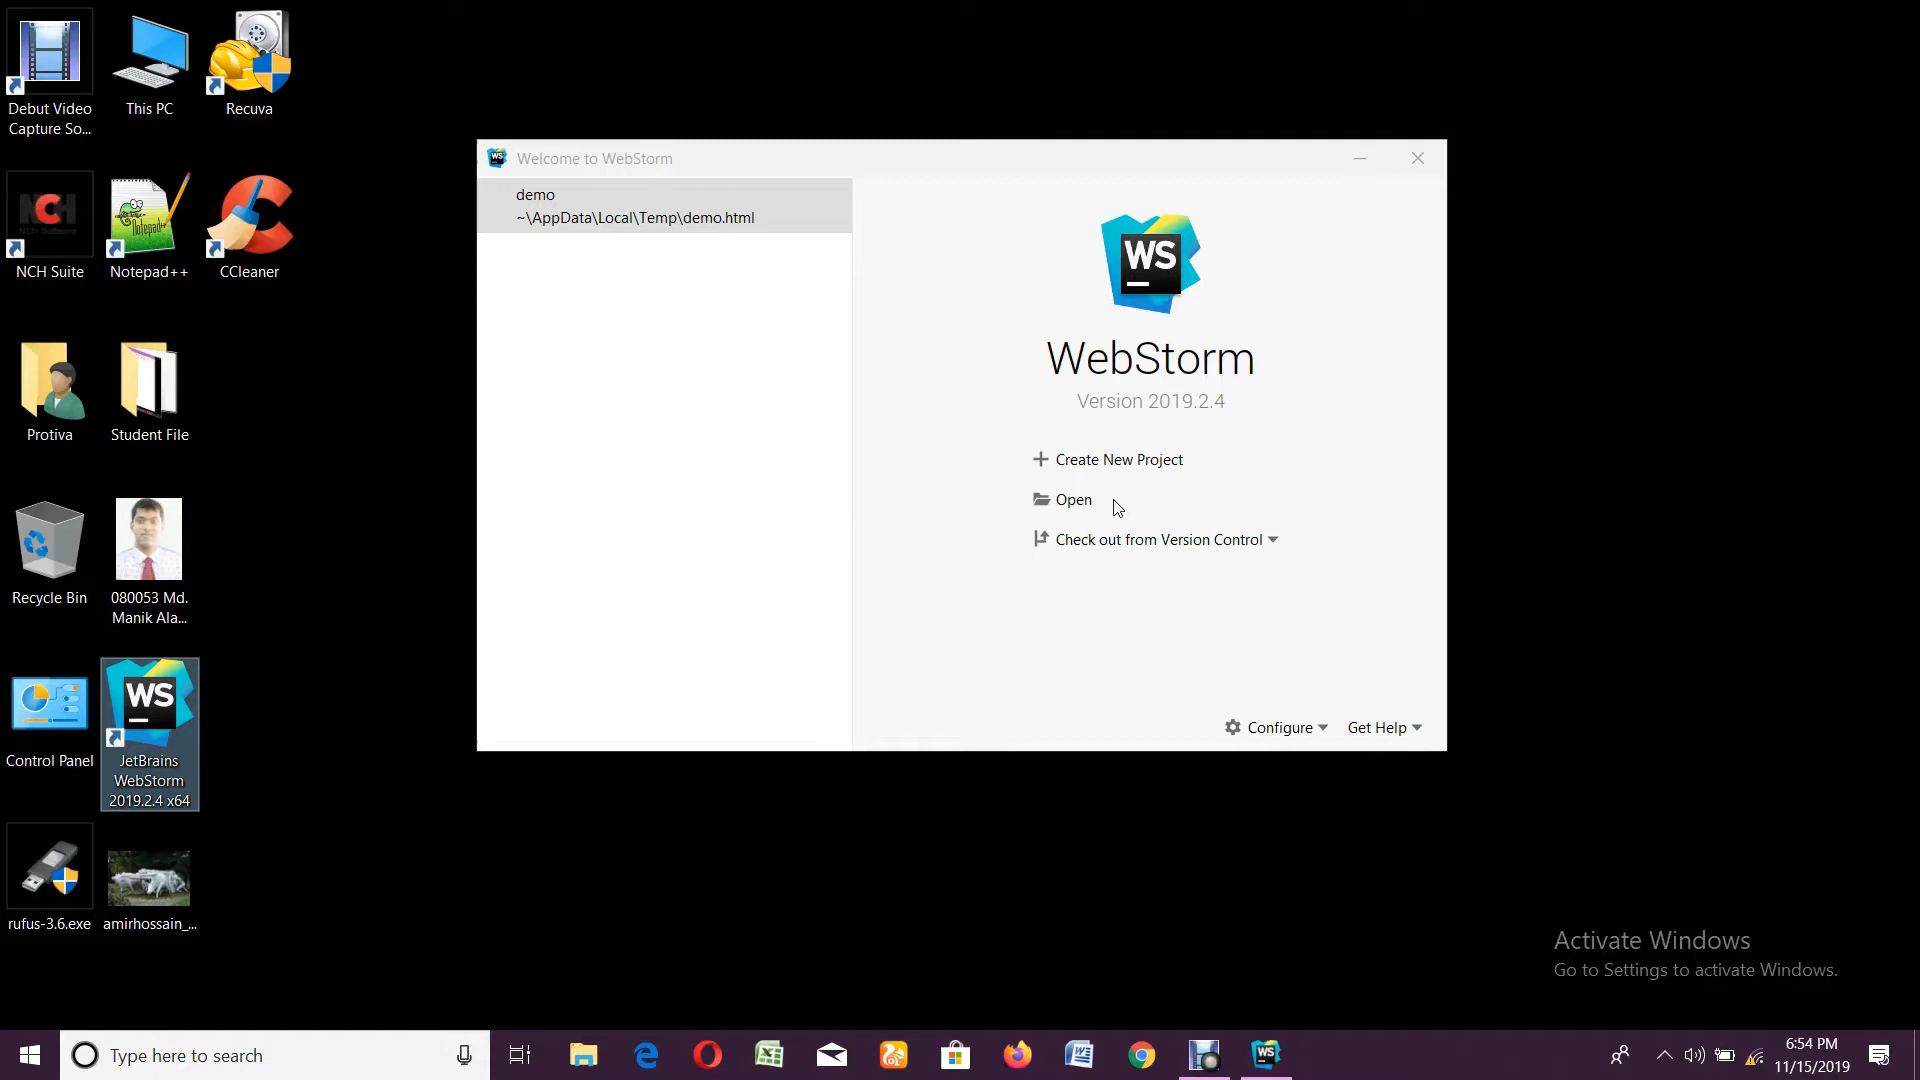 Debut Video
Capture So...
This PC
Recuva
NCH Suite
Notepad++
CCleaner
Protiva
Student File
Recycle Bin
080053 Md.
Manik Ala...
Control Panel
JetBrains
WebStorm
2019.2.4 x64
rufus-3.6.exe
amirhossain_...
Welcome to WebStorm
demo
~\AppData\Local\Temp\demo.html
WS
WebStorm
Version 2019.2.4
Create New Project
Open
Check out from Version Control
Configure
Get Help
Activate Windows
Go to Settings to activate Windows.
Type here to search
6:54 PM
11/15/2019